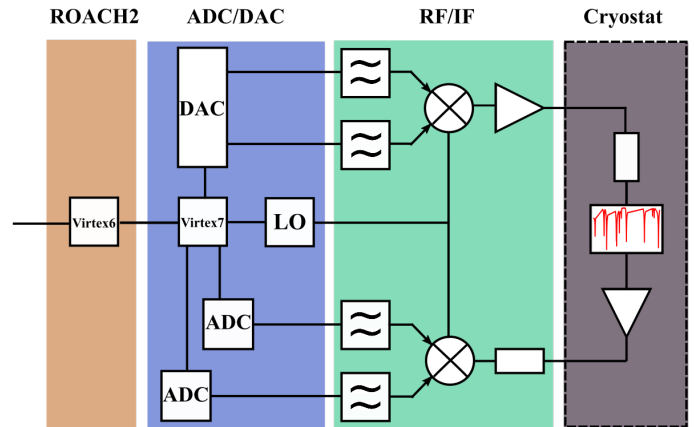 ROACH2
ADC/DAC
RF/IF
Cryostat
DAC
Virtex6
Virtex7
LO
ADC
ADC